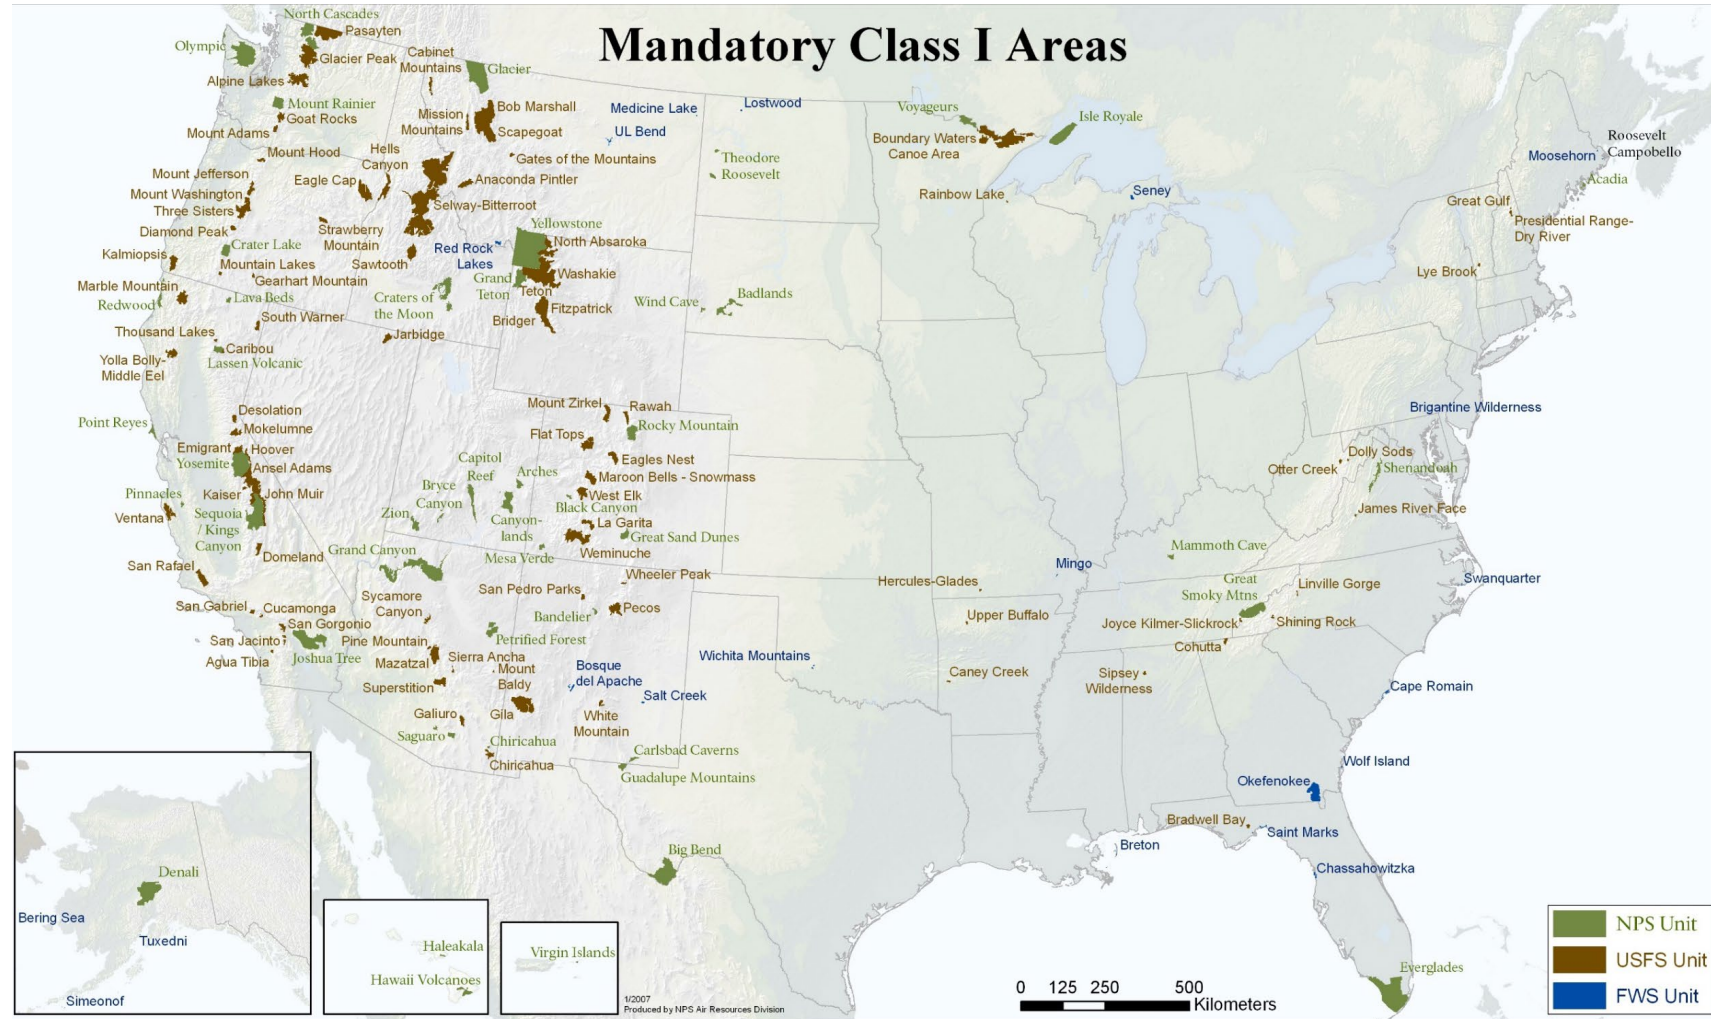 Mandatory Class I Areas
North Cascades
Pasayten
Olympic
Glacier Peak
Cabinet
Mountains
Glacier
Alpine Lakes
Mount Rainier
Goat Rocks
Mission
Mountains
Bob Marshall
Scapegoat
Medicine Lake
Lostwood
UL Bend
Voyageurs
Isle Royale
Boundary Waters
Canoe Area
Roosevelt
Campobello
Moosehorn
Acadia
Mount Adams
Mount Hood
Hells
Canyon
Gates of the Mountains
Theodore
Roosevelt
Mount Jefferson
Eagle Cap
Anaconda Pintler
Mount Washington
Three Sisters
Selway-Bitterroot
Rainbow Lake
Seney
Great Gulf
Presidential Range-
Dry River
Diamond Peak
Strawberry
Mountain
Yellowstone
North Absaroka
Crater Lake
Red Rock
Lakes
Kalmiopsis
Mountain Lakes
Sawtooth
Gearhart Mountain
Grand
Teton
Washakie
Teton
Lye Brook
Marble Mountain
Redwood
Lava Beds
Craters of
the Moon
Fitzpatrick
Bridger
Wind Cave
Badlands
South Warner
Thousand Lakes
Jarbidge
Caribou
Lassen Volcanic
Yolla Bolly-
Middle Eel
Desolation
Mokelumne
Mount Zirkel
Rawah
Rocky Mountain
Brigantine Wilderness
Point Reyes
Flat Tops
Emigrant
Hoover
Yosemite
Ansel Adams
Capitol
Reef
Arches
Eagles Nest
Maroon Bells - Snowmass
Dolly Sods
Otter Creek
Shenandoah
Pinnacles
Kaiser
John Muir
Bryce
Canyon
West Elk
Black Canyon
Ventana
Sequoia
/ Kings
Canyon
Zion
Canyon-
lands
La Garita
Great Sand Dunes
James River Face
Domeland
Grand Canyon
Mesa Verde
Weminuche
Mammoth Cave
San Rafael
Wheeler Peak
Mingo
Hercules-Glades
Great
Smoky Mtns
Linville Gorge
Swanquarter
San Gabriel
Cucamonga
San Gorgonio
Sycamore
Canyon
San Pedro Parks
Bandelier
Pecos
Upper Buffalo
Joyce Kilmer-Slickrock
Shining Rock
San Jacinto
Pine Mountain
Petrified Forest
Cohutta
Agua Tibia
Joshua Tree
Mazatzal
Sierra Ancha
Mount
Baldy
Bosque
del Apache
Wichita Mountains
Caney Creek
Sipsey
Wilderness
Cape Romain
Superstition
Salt Creek
Galiuro
Gila
White
Mountain
Saguaro
Chiricahua
Chiricahua
Carlsbad Caverns
Guadalupe Mountains
Wolf Island
Okefenokee
Bradwell Bay
Saint Marks
Breton
Big Bend
Chassahowitzka
Everglades
Denali
Bering Sea
Tuxedni
Simeonof
Haleakala
Hawaii Volcanoes
Virgin Islands
1/2007
Produced by NPS Air Resources Division
0 125 250 500
Kilometers
NPS Unit
USFS Unit
FWS Unit